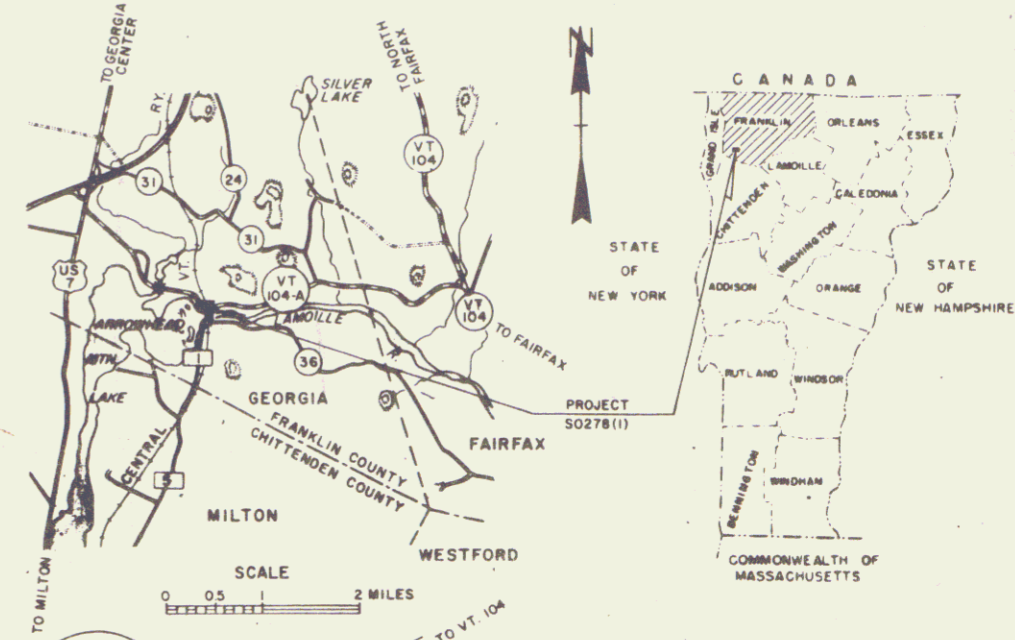 TO GEORGIA
CENTER
RY.
SILVER
LAKE
TO NORTH
FAIRFAX
VT
104
31
24
31
US
7
VT.
VT
104-A
VT
104
TO FAIRFAX
ARROWHEAD
MTN.
LAKE
LAMOILLE
1
36
GEORGIA
FRANKLIN COUNTY
CHITTENDEN COUNTY
FAIRFAX
CENTRAL
5
MILTON
WESTFORD
TO MILTON
SCALE
0 0.5 1 2 MILES
TO VT. 104
N
PROJECT
S0278(1)
CANADA
GRAND ISLE
FRANKLIN
ORLEANS
ESSEX
LAMOILLE
CALEDONIA
CHITTENDEN
WASHINGTON
STATE
OF
NEW YORK
ADDISON
ORANGE
STATE
OF
NEW HAMPSHIRE
RUTLAND
WINDSOR
BENNINGTON
WINDHAM
COMMONWEALTH OF
MASSACHUSETTS